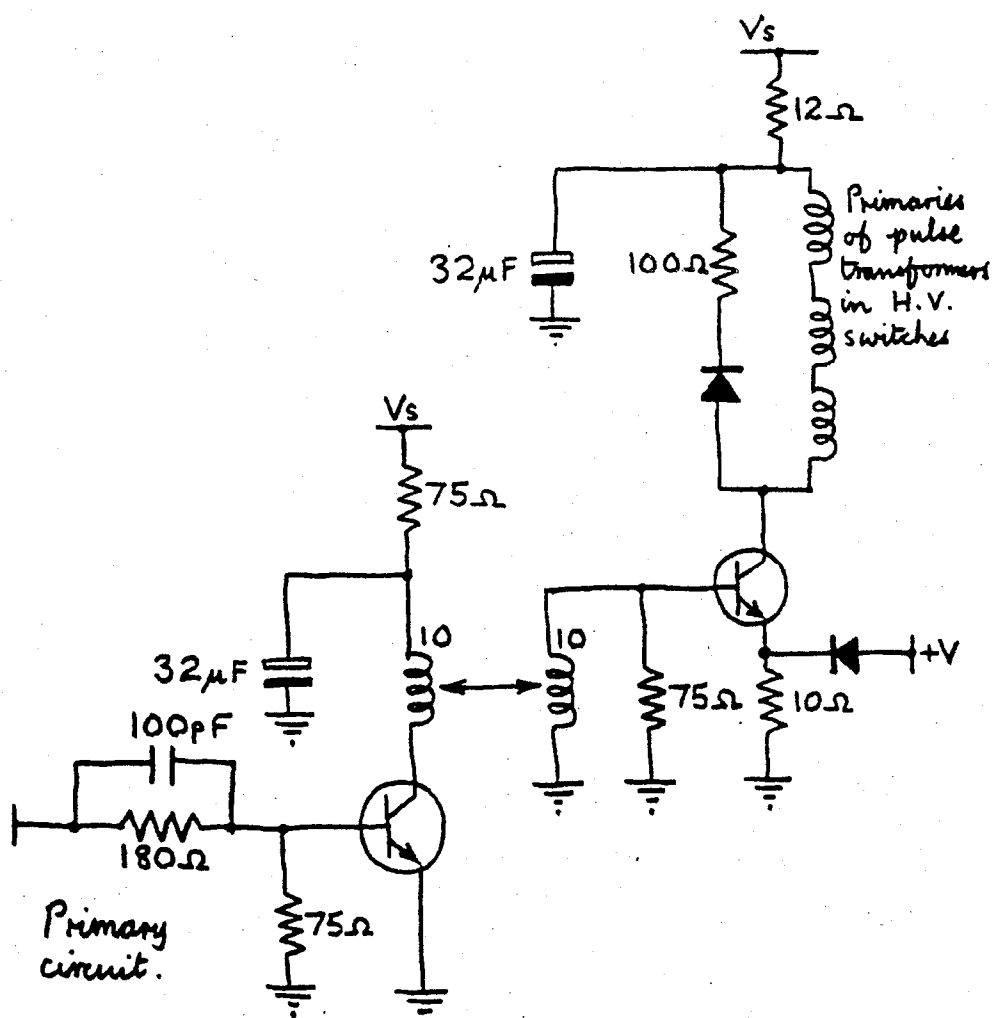 Vs
12Ω
Primaries
of pulse
transformers
in H.V.
switches
32μF
100Ω
Vs
75Ω
10
10
32μF
+V
75Ω
10Ω
100pF
180Ω
75Ω
Primary
circuit.